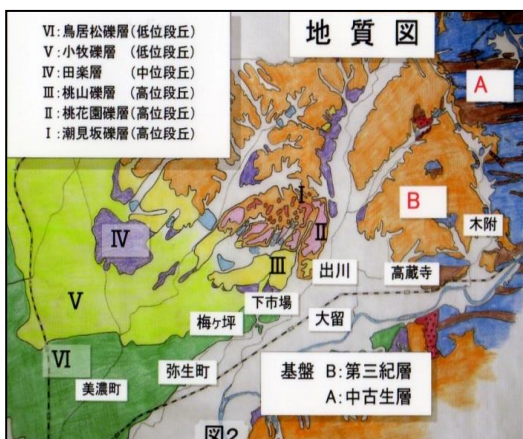 地質図
Ⅵ：鳥居松礫層(低位段丘)
Ⅴ：小牧礫層(低位段丘)
Ⅳ：田楽層 (中位段丘)
Ⅲ：桃山礫層 (高位段丘)
Ⅱ：桃花園礫層(高位段丘)
Ⅰ：潮見坂礫層(高位段丘)
A
B
木附
Ⅰ
Ⅱ
Ⅳ
Ⅲ
出川
高蔵寺
Ⅴ
下市場
梅ヶ坪
大留
Ⅵ
弥生町
美濃町
基盤 B：第三紀層
A：中古生層
図2